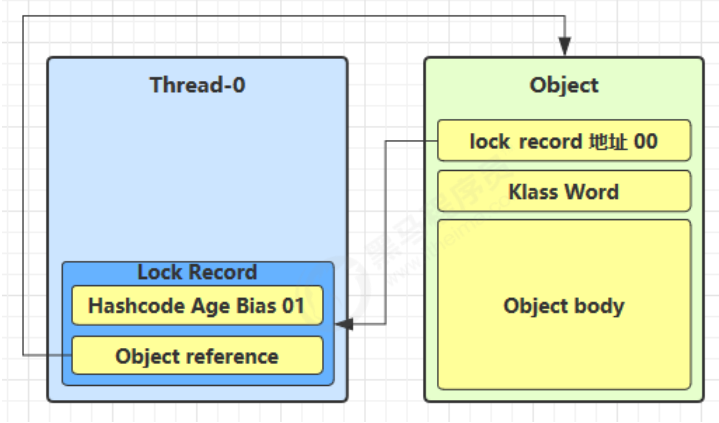 Thread-0
Lock Record
Hashcode Age Bias 01
Object reference
Object
lock record 地址 00
Klass Word
Object body